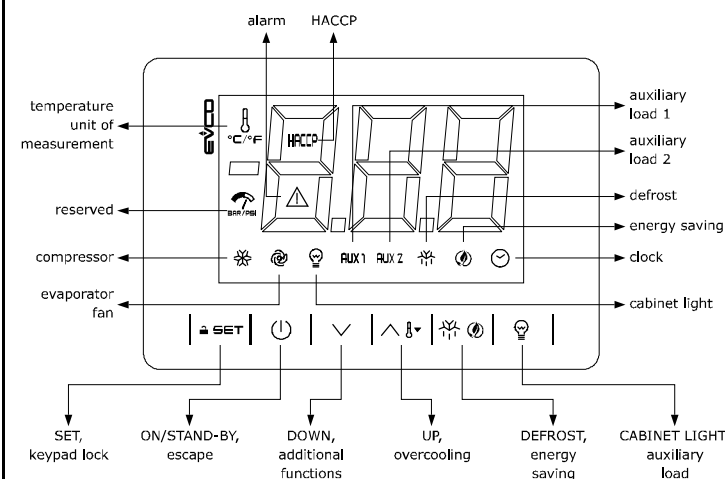 alarm HACCP
EVCO
temperature
unit of
measurement
°C/°F
HACCP
auxiliary
load 1
auxiliary
load 2
reserved
BAR/PSI
defrost
energy saving
compressor
AUX 1 AUX 2
clock
evaporator
fan
cabinet light
SET
SET,
keypad lock
ON/STAND-BY,
escape
DOWN,
additional
functions
UP,
overcooling
DEFROST,
energy
saving
CABINET LIGHT
auxiliary
load